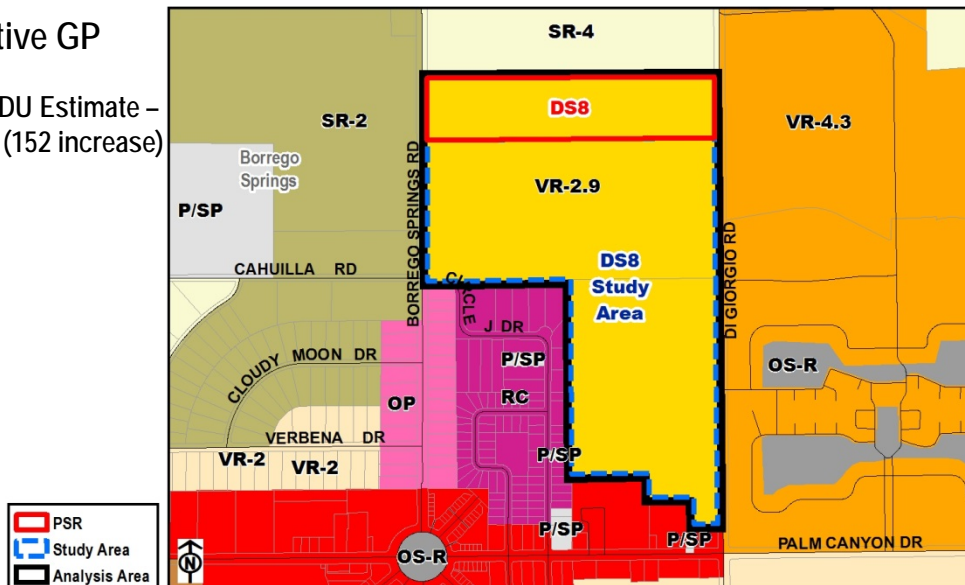 tive GP
DU Estimate –
(152 increase)
SR-4
DS8
SR-2
VR-4.3
Borrego
Springs
VR-2.9
P/SP
BORREGO SPRINGS RD
DI GIORGIO RD
CAHUILLA RD
DS8
Study
Area
CIRCLE
J DR
CLOUDY MOON DR
P/SP
OS-R
RC
OP
VERBENA DR
P/SP
VR-2
VR-2
P/SP
P/SP
PALM CANYON DR
OS-R
PSR
Study Area
Analysis Area
N